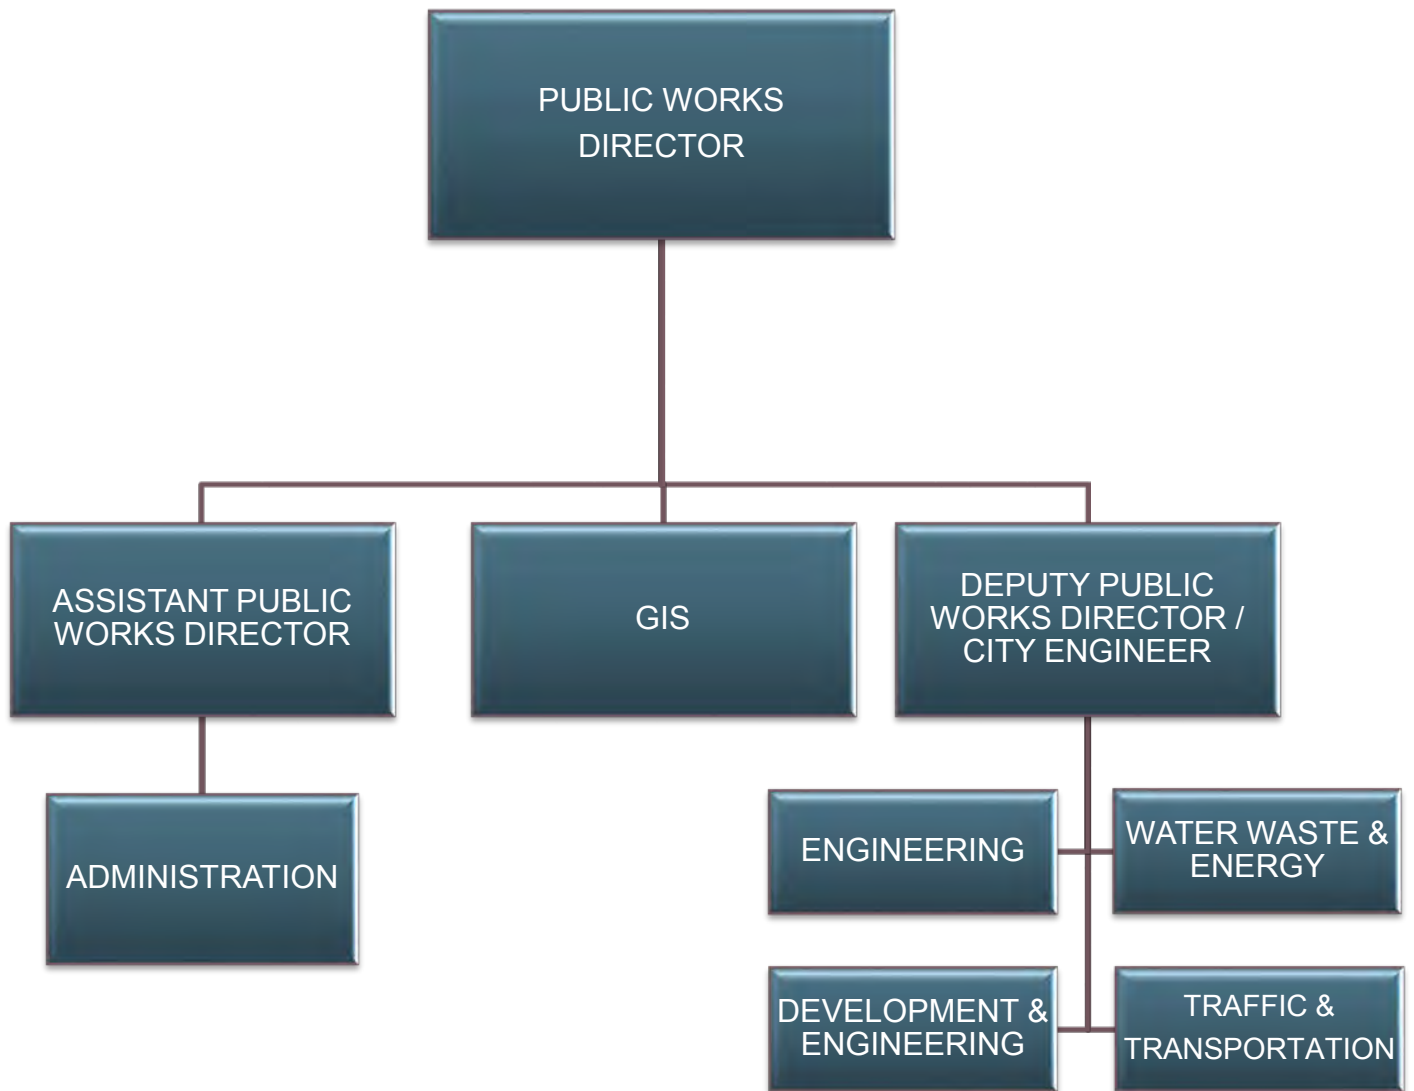 PUBLIC WORKS
DIRECTOR
ASSISTANT PUBLIC
WORKS DIRECTOR
GIS
DEPUTY PUBLIC
WORKS DIRECTOR /
CITY ENGINEER
ADMINISTRATION
ENGINEERING
WATER WASTE &
ENERGY
DEVELOPMENT &
ENGINEERING
TRAFFIC &
TRANSPORTATION